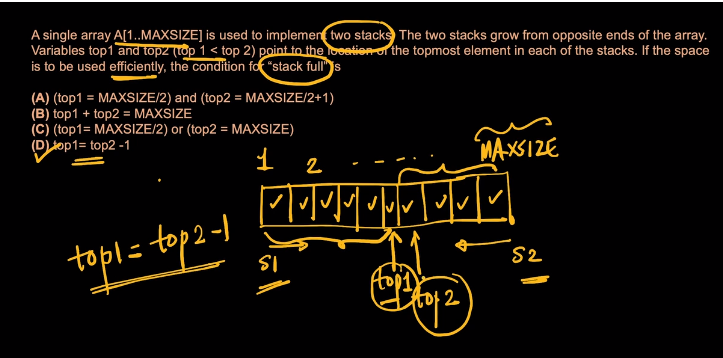 A single array A[1..MAXSIZE] is used to implement two stacks. The two stacks grow from opposite ends of the array.
Variables top1 and top2 (top 1 < top 2) point to the location of the topmost element in each of the stacks. If the space
is to be used efficiently, the condition for "stack full" is
(A) (top1 = MAXSIZE/2) and (top2 = MAXSIZE/2+1)
(B) top1 + top2 = MAXSIZE
(C) (top1= MAXSIZE/2) or (top2 = MAXSIZE)
(D) top1= top2 -1
1 2 - - - - - MAXSIZE
top1 = top2-1
S1 S2
top1 top2